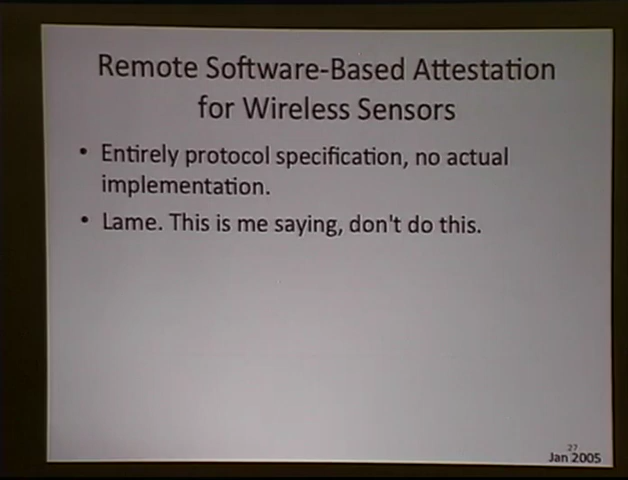 Remote Software-Based Attestation
for Wireless Sensors
• Entirely protocol specification, no actual
implementation.
• Lame. This is me saying, don't do this.
27
Jan 2005